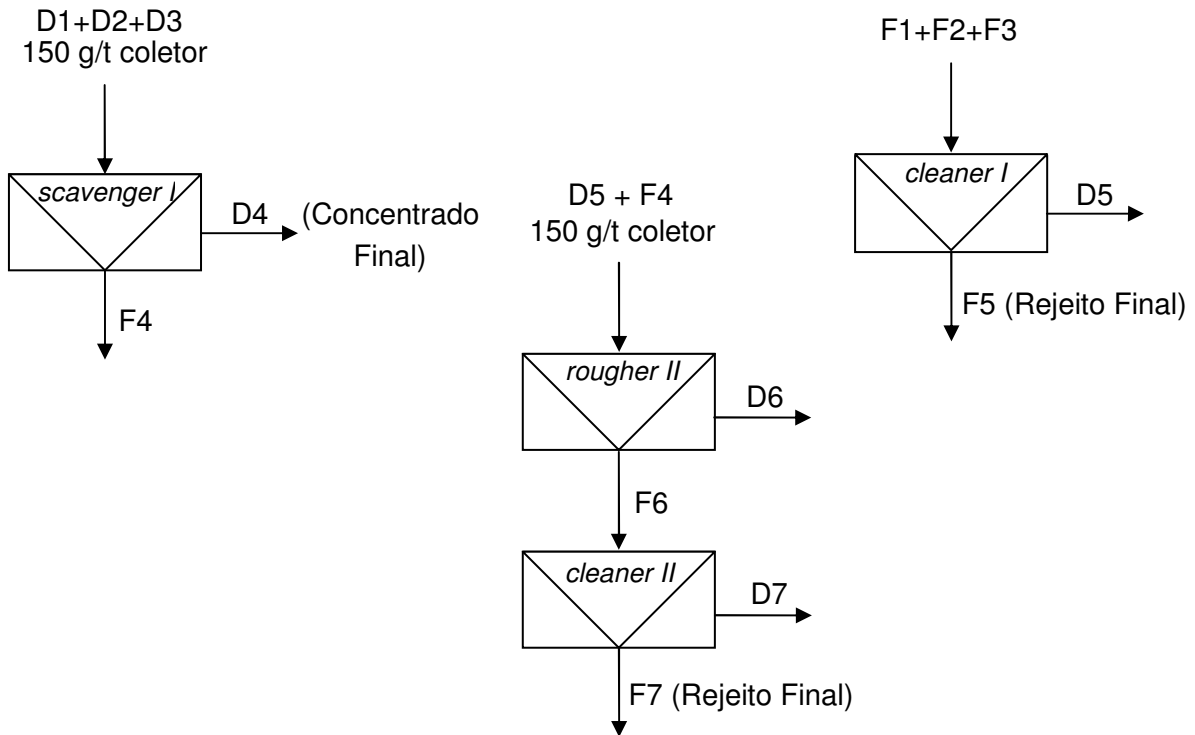 D1+D2+D3
150 g/t coletor
scavenger I
D4
(Concentrado
Final)
F4
D5 + F4
150 g/t coletor
rougher II
D6
F6
cleaner II
D7
F7 (Rejeito Final)
F1+F2+F3
cleaner I
D5
F5 (Rejeito Final)